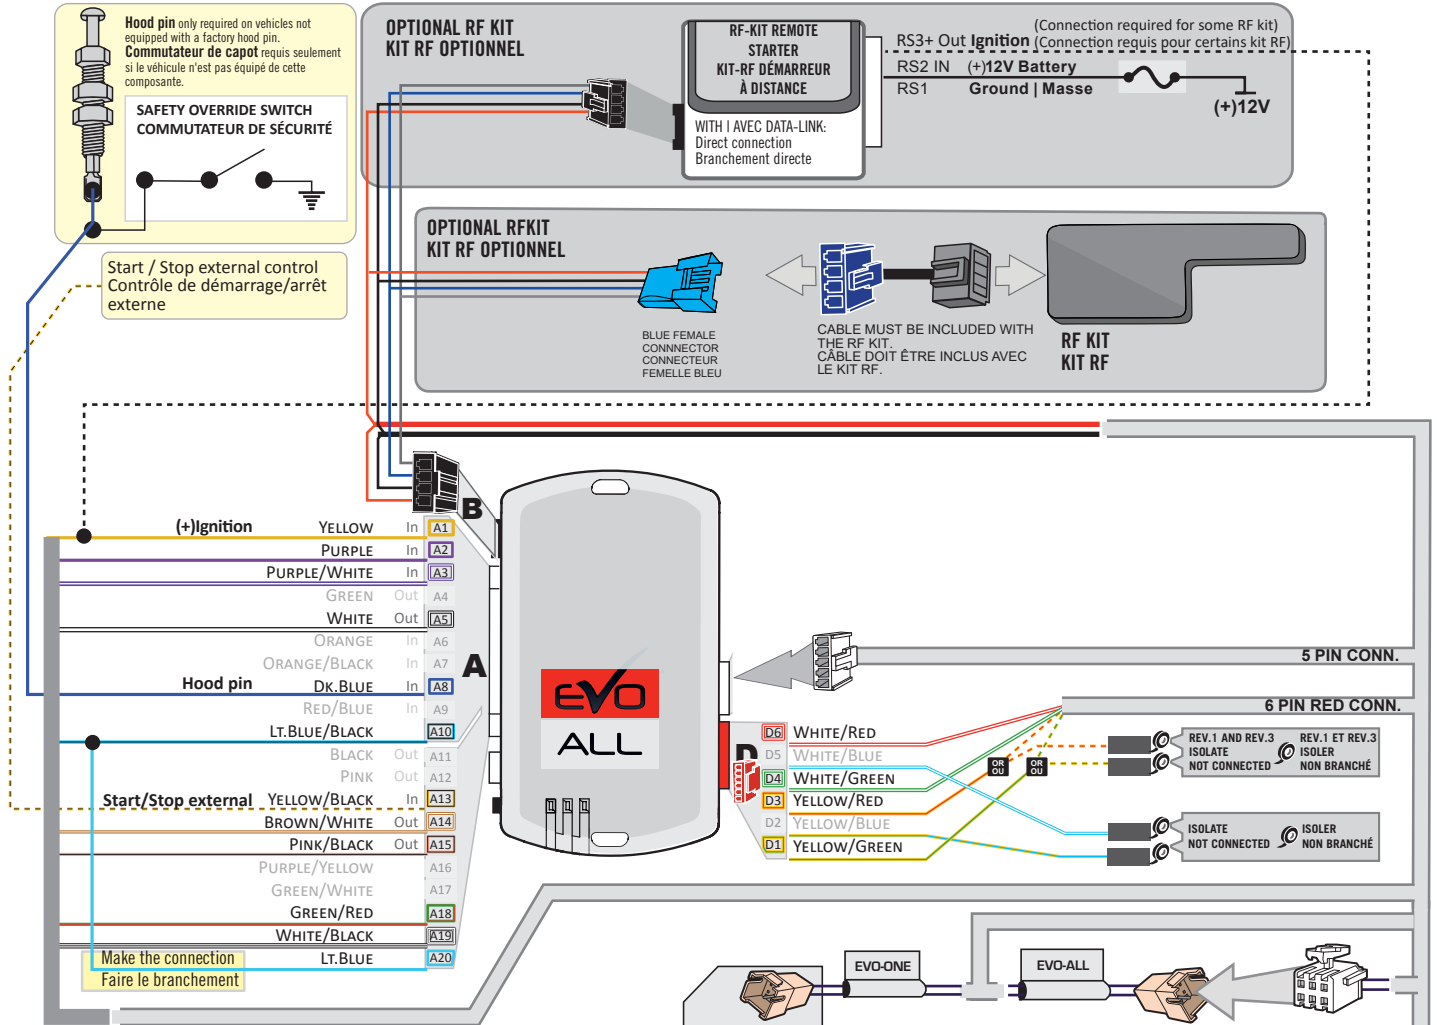 Hood pin only required on vehicles not
equipped with a factory hood pin.
Commutateur de capot requis seulement
si le véhicule n'est pas équipé de cette
composante.
SAFETY OVERRIDE SWITCH
COMMUTATEUR DE SÉCURITÉ
Start / Stop external control
Contrôle de démarrage/arrêt
externe
OPTIONAL RF KIT
KIT RF OPTIONNEL
RF-KIT REMOTE
STARTER
KIT-RF DÉMARREUR
À DISTANCE
WITH | AVEC DATA-LINK:
Direct connection
Branchement directe
(Connection required for some RF kit)
RS3+ Out Ignition (Connection requis pour certains kit RF)
RS2 IN (+)12V Battery
RS1 Ground | Masse
(+)12V
OPTIONAL RFKIT
KIT RF OPTIONNEL
BLUE FEMALE
CONNNECTOR
CONNECTEUR
FEMELLE BLEU
CABLE MUST BE INCLUDED WITH
THE RF KIT.
CÂBLE DOIT ÊTRE INCLUS AVEC
LE KIT RF.
RF KIT
KIT RF
B
A
D
(+)Ignition YELLOW In A1
PURPLE In A2
PURPLE/WHITE In A3
GREEN Out A4
WHITE Out A5
ORANGE In A6
ORANGE/BLACK In A7
Hood pin DK.BLUE In A8
RED/BLUE In A9
LT.BLUE/BLACK A10
BLACK Out A11
PINK Out A12
Start/Stop external YELLOW/BLACK In A13
BROWN/WHITE Out A14
PINK/BLACK Out A15
PURPLE/YELLOW A16
GREEN/WHITE A17
GREEN/RED A18
WHITE/BLACK A19
LT.BLUE A20
Make the connection
Faire le branchement
EVO
ALL
5 PIN CONN.
6 PIN RED CONN.
D6 WHITE/RED
D5 WHITE/BLUE
D4 WHITE/GREEN
D3 YELLOW/RED
D2 YELLOW/BLUE
D1 YELLOW/GREEN
OR
OU
OR
OU
REV.1 AND REV.3
ISOLATE
NOT CONNECTED
REV.1 ET REV.3
ISOLER
NON BRANCHÉ
ISOLATE
NOT CONNECTED
ISOLER
NON BRANCHÉ
EVO-ONE
EVO-ALL